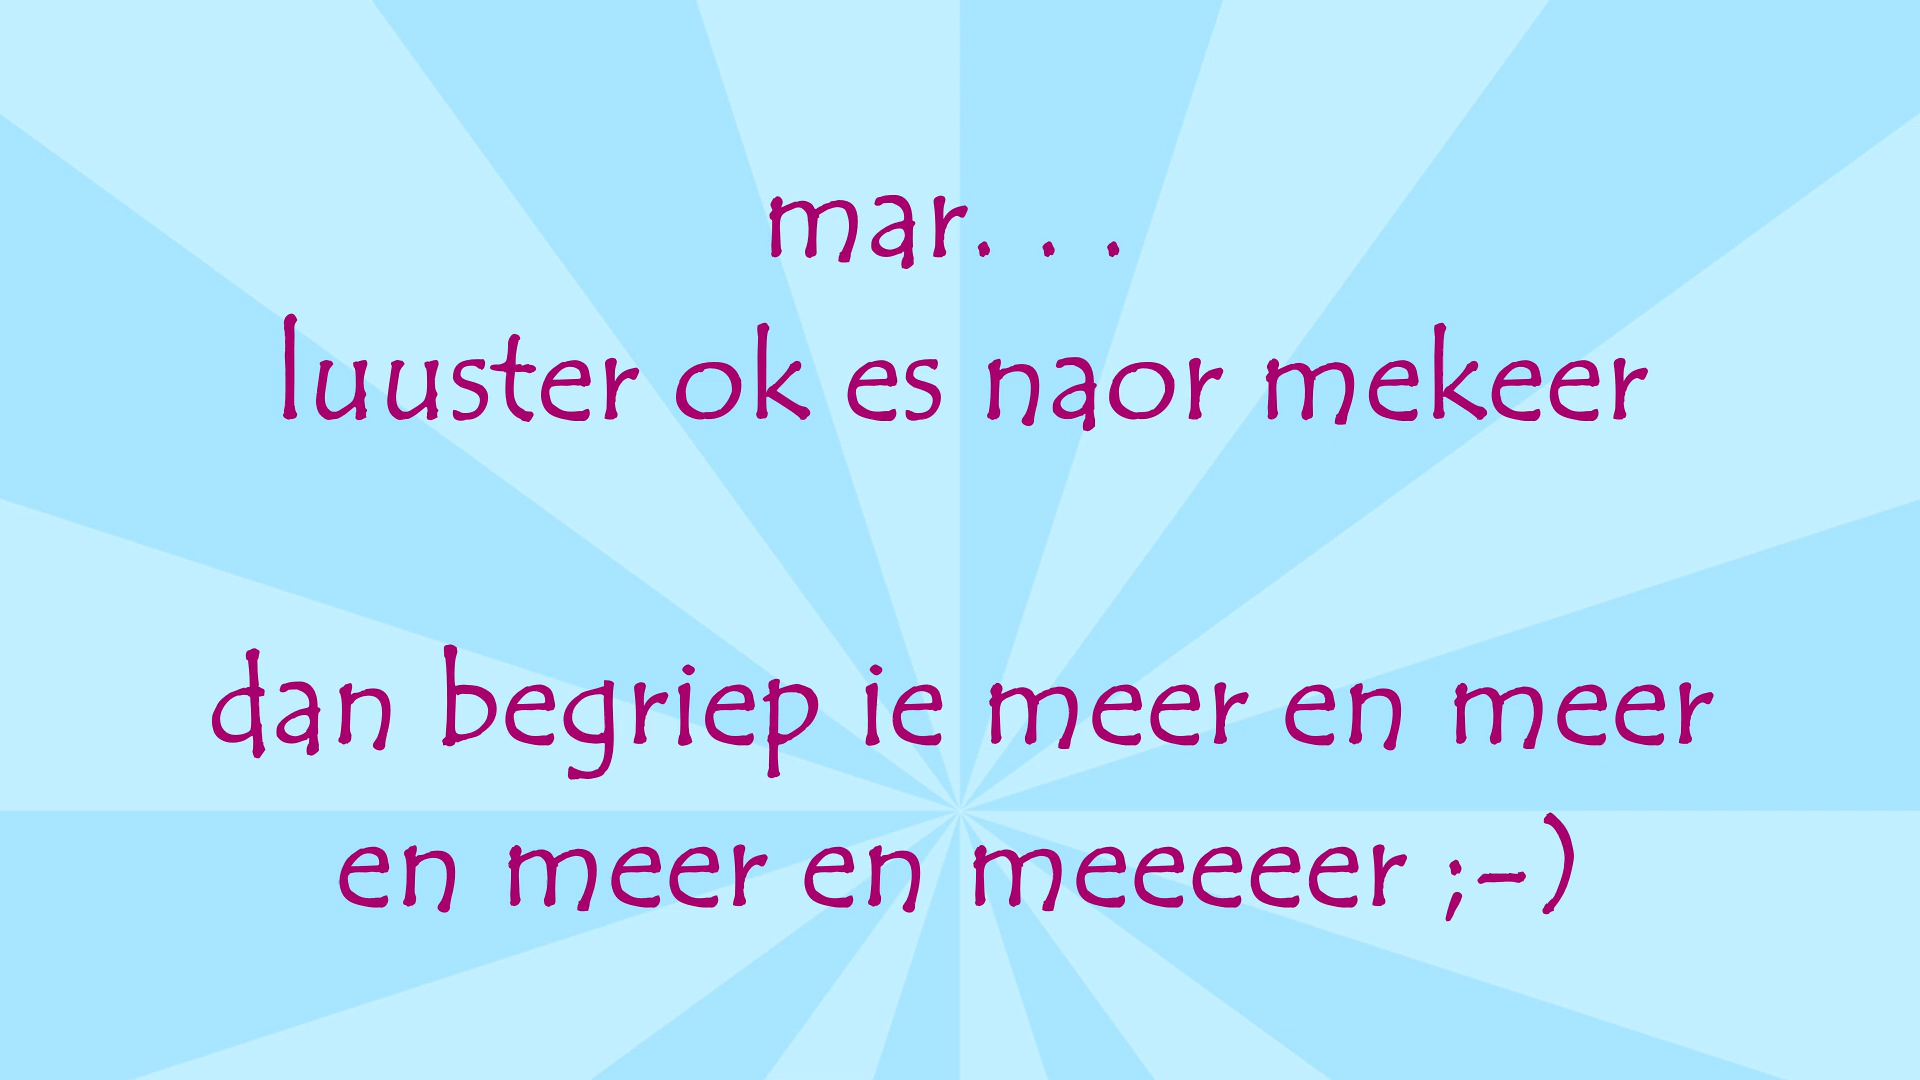 mar. . .
luuster ok es naor mekeer
dan begriep ie meer en meer
en meer en meeeeer ;-)